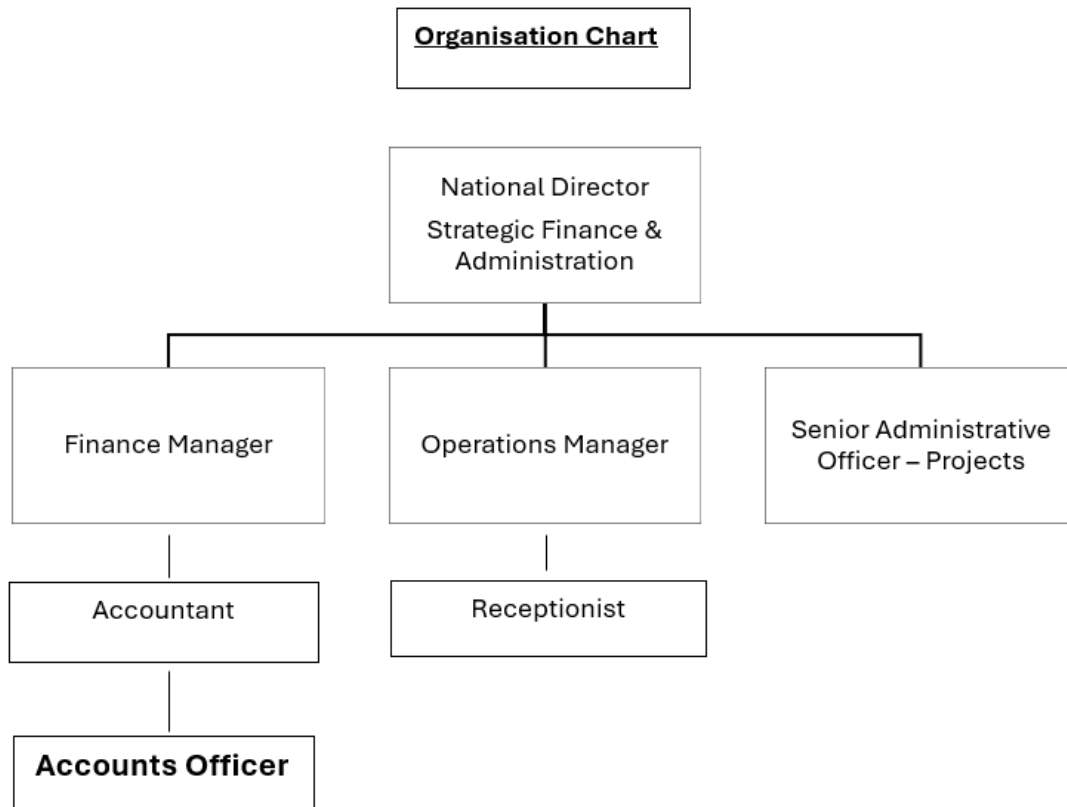 Organisation Chart
National Director
Strategic Finance &
Administration
Finance Manager
Operations Manager
Senior Administrative
Officer – Projects
Accountant
Receptionist
Accounts Officer